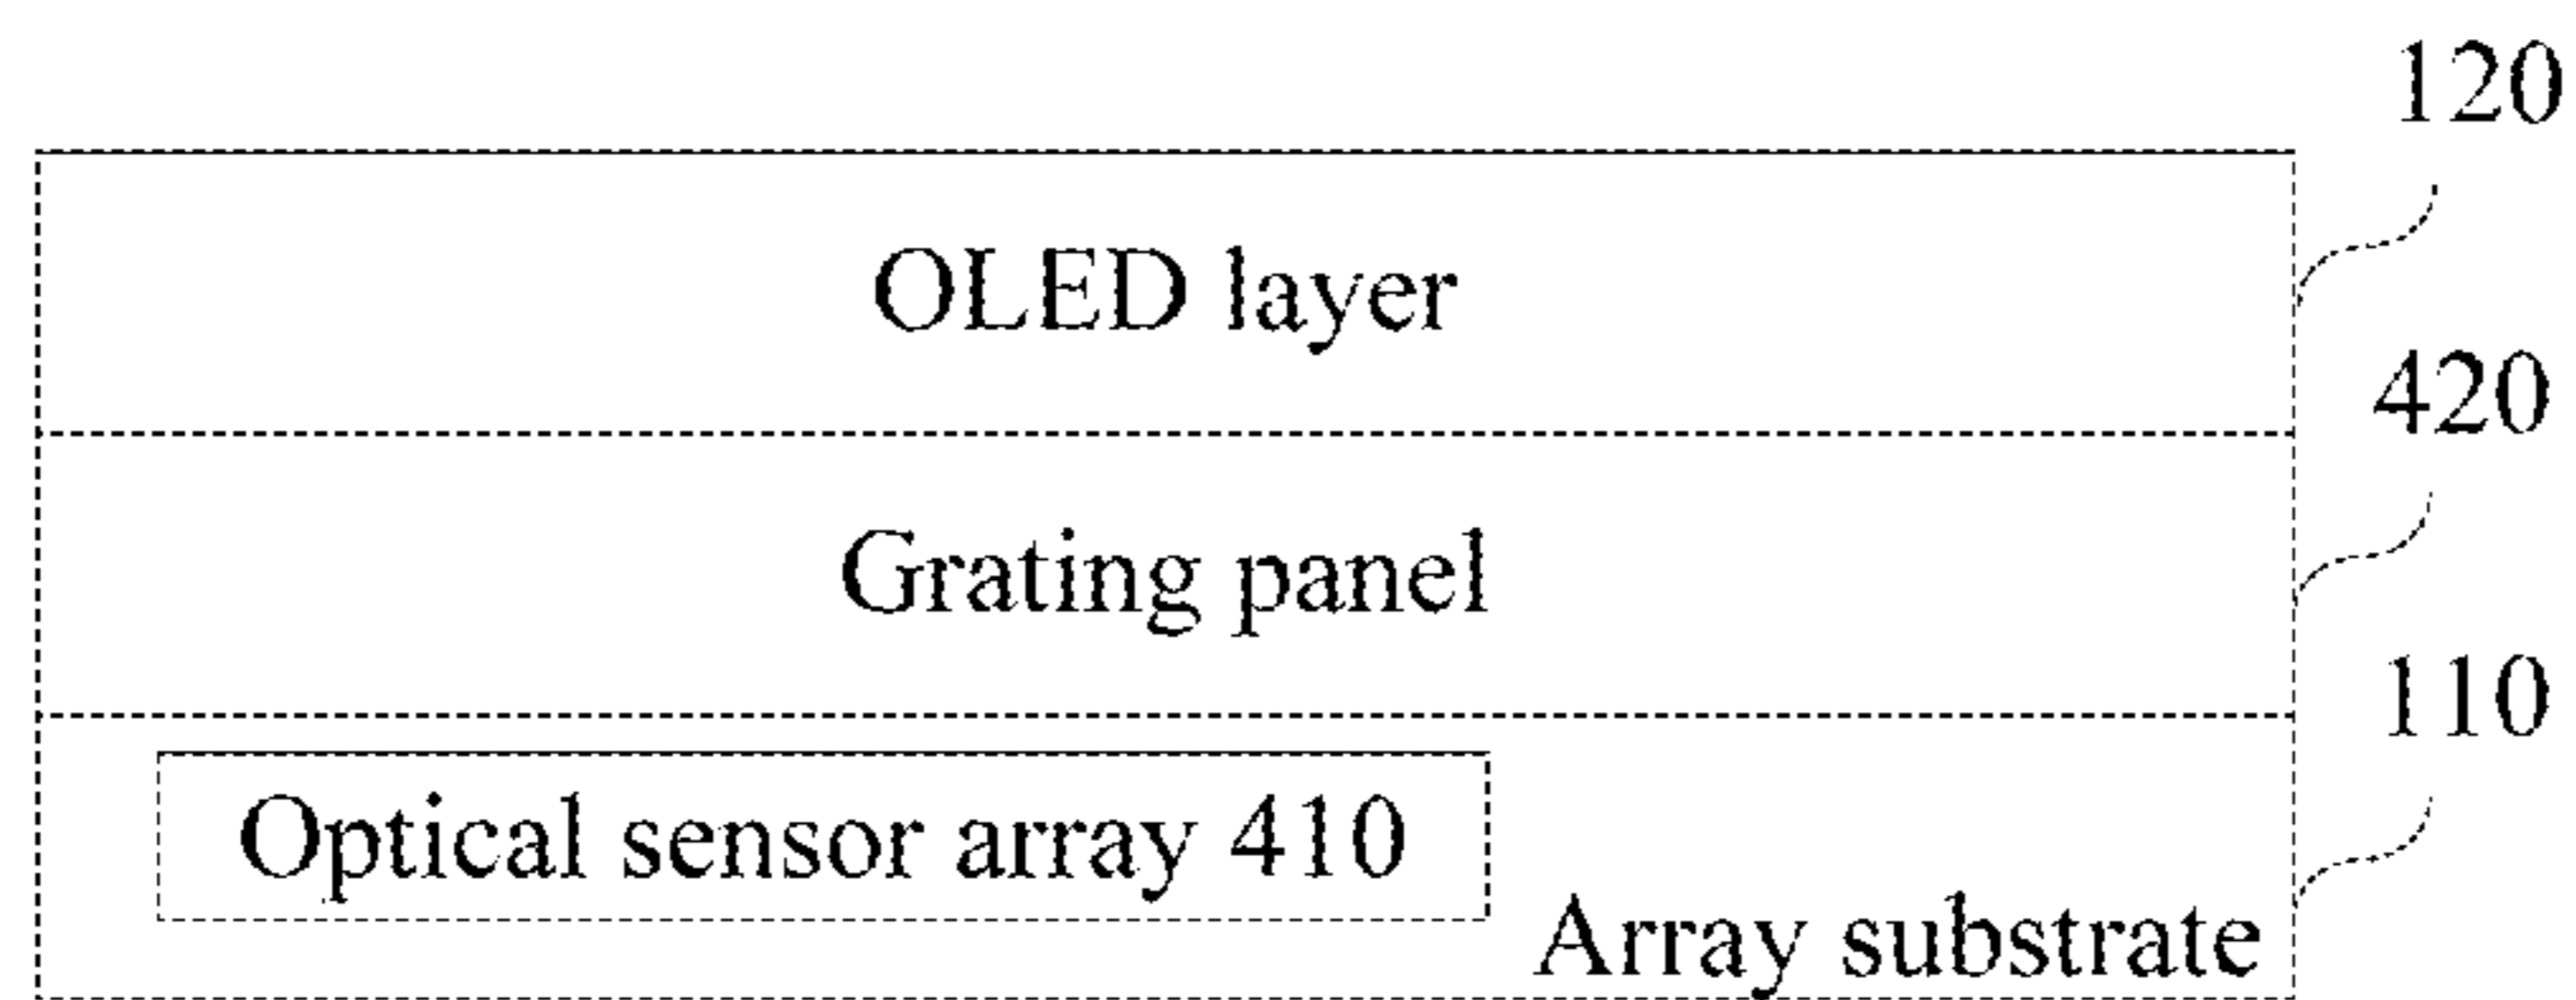 120
OLED layer
420
Grating panel
110
Optical sensor array 410
Array substrate